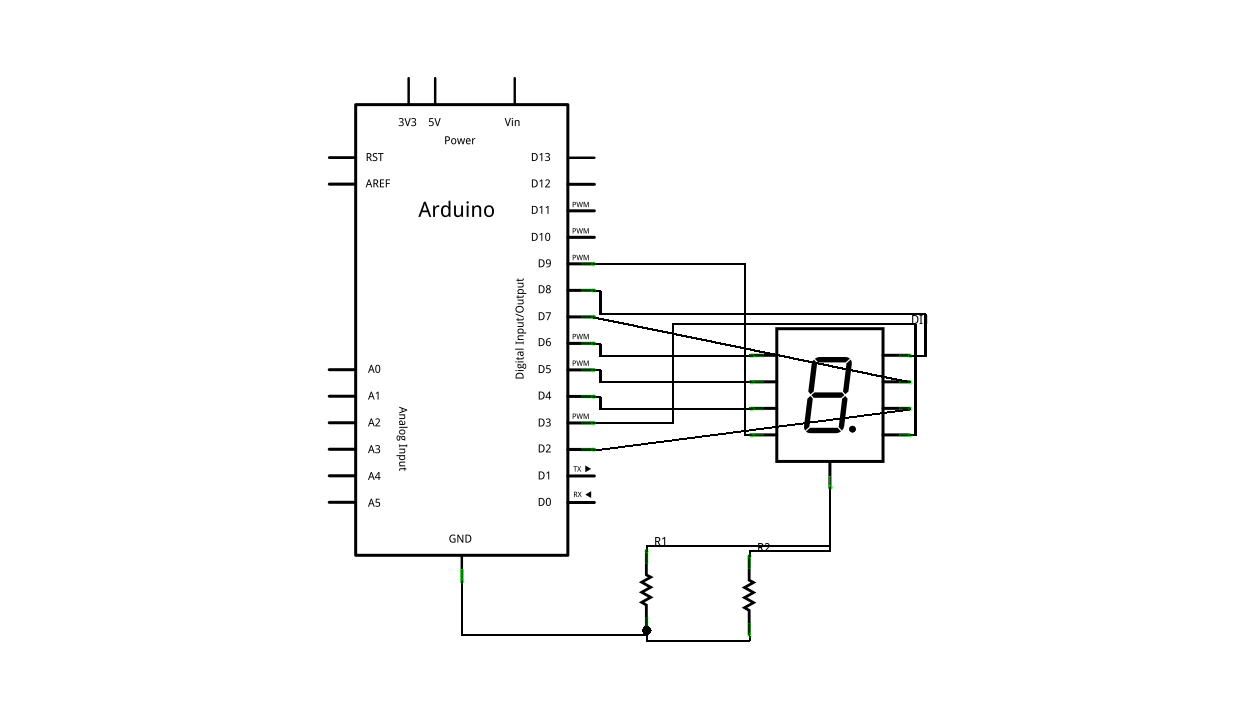 3V3 5V Vin
Power
RST D13
AREF D12
Arduino
D11 PWM
D10 PWM
D9 PWM
D8
D7
D6 PWM
A0 D5 PWM
A1 D4
A2 D3 PWM
A3 D2
A4 D1 TX
A5 D0 RX
Digital Input/Output
Analog Input
GND
R1
R2